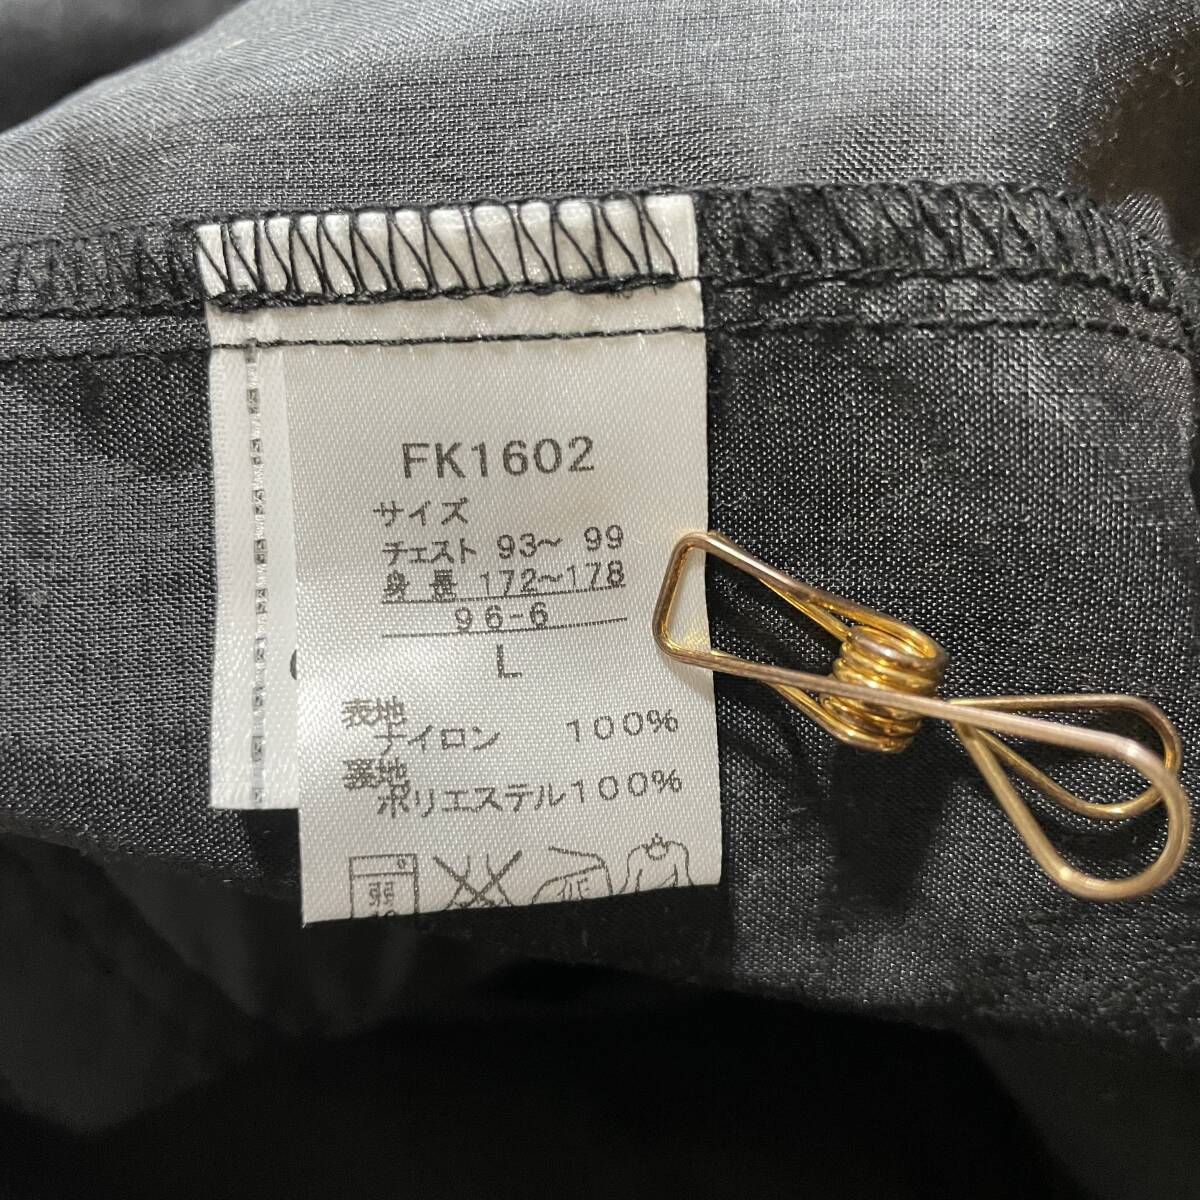 FK1602
サイズ
チェスト 93～ 99
身 長 172～178
96-6
L
表地
ナイロン 100%
裏地
ポリエステル100%
弱